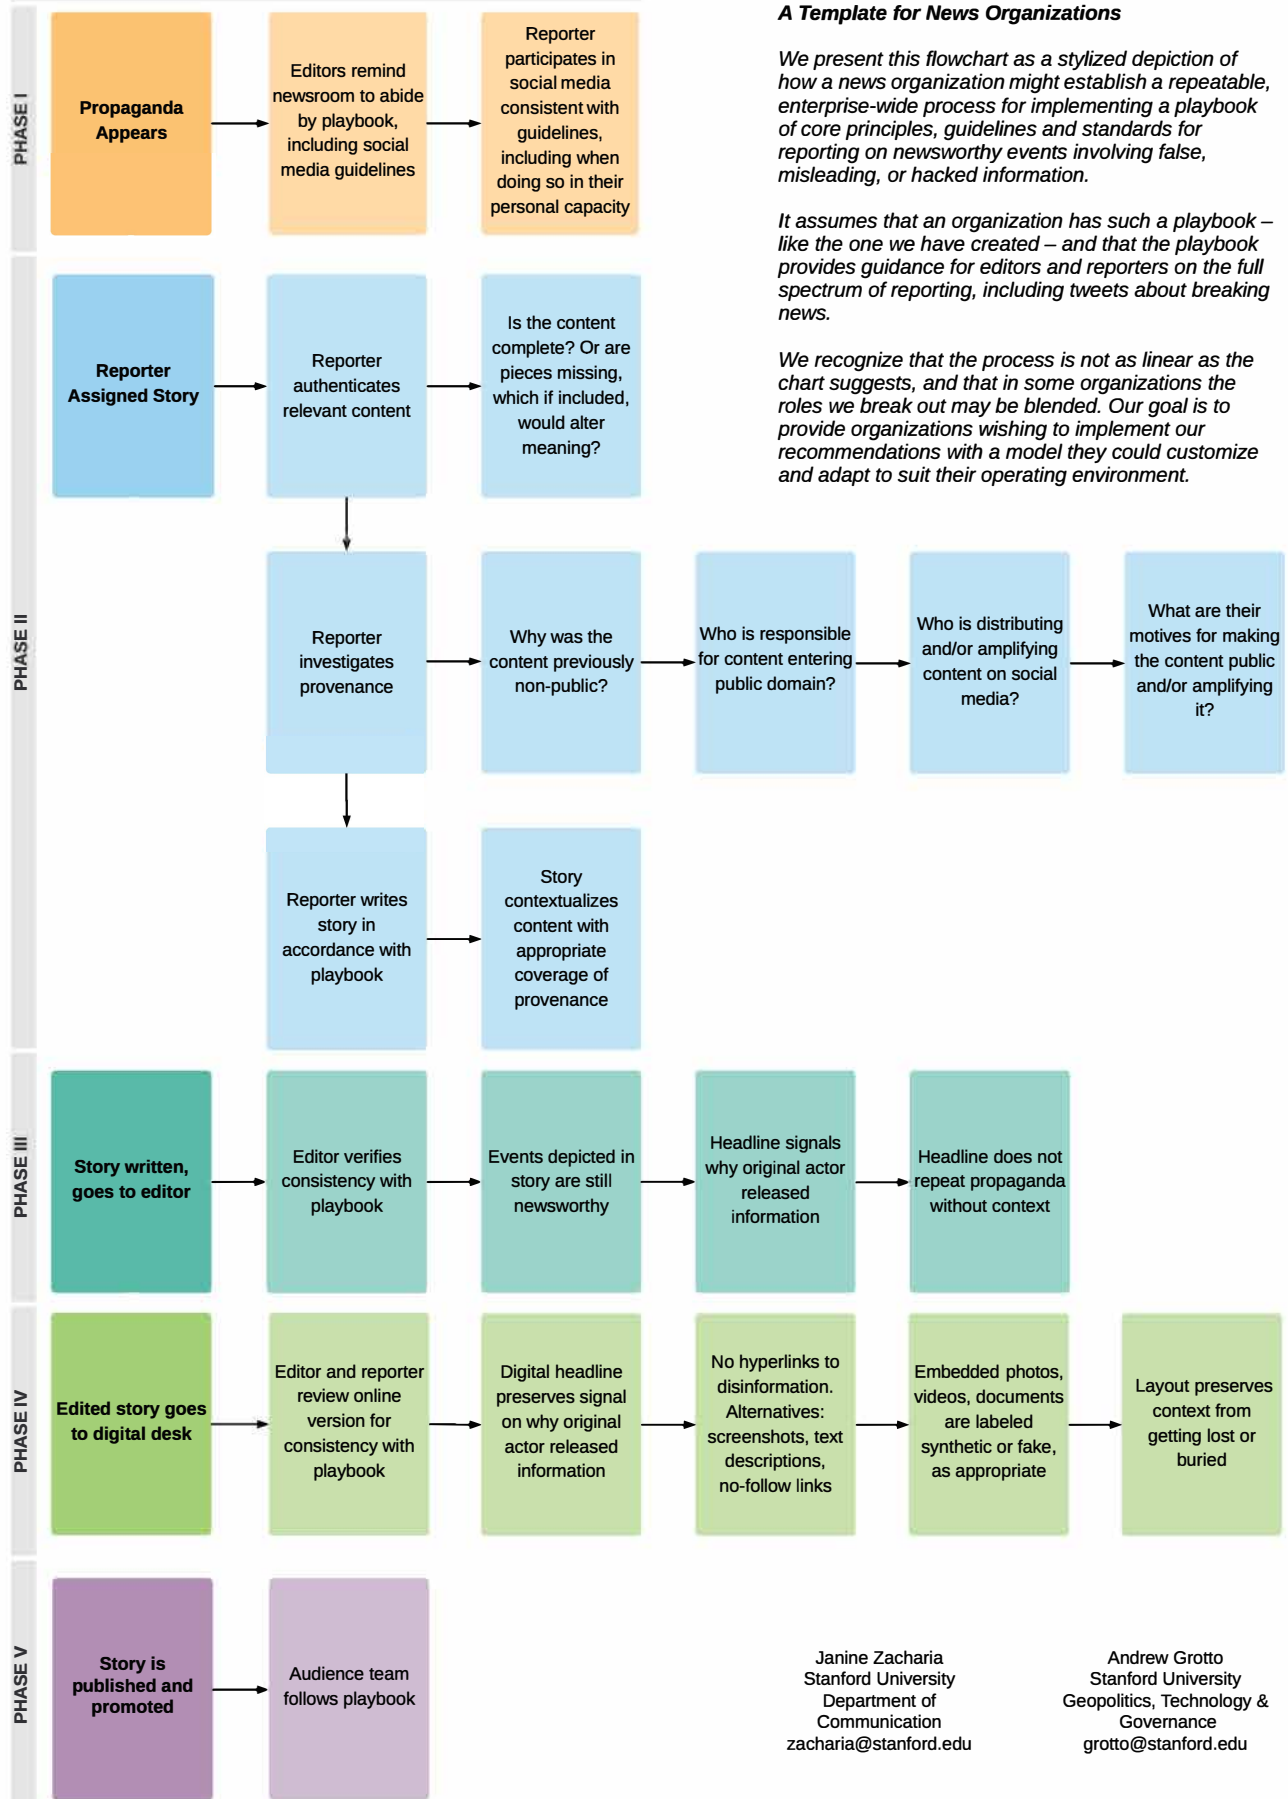 A Template for News Organizations
We present this flowchart as a stylized depiction of
how a news organization might establish a repeatable,
enterprise-wide process for implementing a playbook
of core principles, guidelines and standards for
reporting on newsworthy events involving false,
misleading, or hacked information.
It assumes that an organization has such a playbook –
like the one we have created – and that the playbook
provides guidance for editors and reporters on the full
spectrum of reporting, including tweets about breaking
news.
We recognize that the process is not as linear as the
chart suggests, and that in some organizations the
roles we break out may be blended. Our goal is to
provide organizations wishing to implement our
recommendations with a model they could customize
and adapt to suit their operating environment.
PHASE I
Propaganda
Appears
Editors remind
newsroom to abide
by playbook,
including social
media guidelines
Reporter
participates in
social media
consistent with
guidelines,
including when
doing so in their
personal capacity
PHASE II
Reporter
Assigned Story
Reporter
authenticates
relevant content
Is the content
complete? Or are
pieces missing,
which if included,
would alter
meaning?
Reporter
investigates
provenance
Why was the
content previously
non-public?
Who is responsible
for content entering
public domain?
Who is distributing
and/or amplifying
content on social
media?
What are their
motives for making
the content public
and/or amplifying
it?
Reporter writes
story in
accordance with
playbook
Story
contextualizes
content with
appropriate
coverage of
provenance
PHASE III
Story written,
goes to editor
Editor verifies
consistency with
playbook
Events depicted in
story are still
newsworthy
Headline signals
why original actor
released
information
Headline does not
repeat propaganda
without context
PHASE IV
Edited story goes
to digital desk
Editor and reporter
review online
version for
consistency with
playbook
Digital headline
preserves signal
on why original
actor released
information
No hyperlinks to
disinformation.
Alternatives:
screenshots, text
descriptions,
no-follow links
Embedded photos,
videos, documents
are labeled
synthetic or fake,
as appropriate
Layout preserves
context from
getting lost or
buried
PHASE V
Story is
published and
promoted
Audience team
follows playbook
Janine Zacharia
Stanford University
Department of
Communication
zacharia@stanford.edu
Andrew Grotto
Stanford University
Geopolitics, Technology &
Governance
grotto@stanford.edu